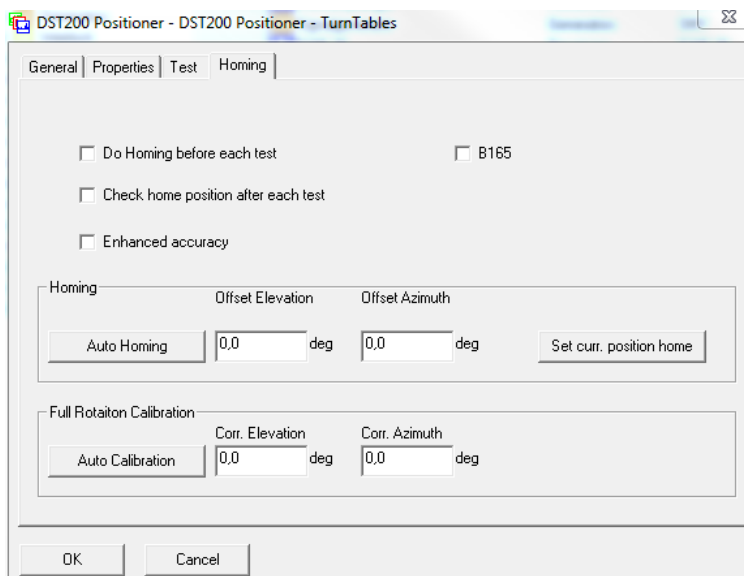 DST200 Positioner - DST200 Positioner - TurnTables
General Properties Test Homing
Do Homing before each test B165
Check home position after each test
Enhanced accuracy
Homing
Offset Elevation Offset Azimuth
Auto Homing 0,0 deg 0,0 deg Set curr. position home
Full Rotaiton Calibration
Corr. Elevation Corr. Azimuth
Auto Calibration 0,0 deg 0,0 deg
OK Cancel